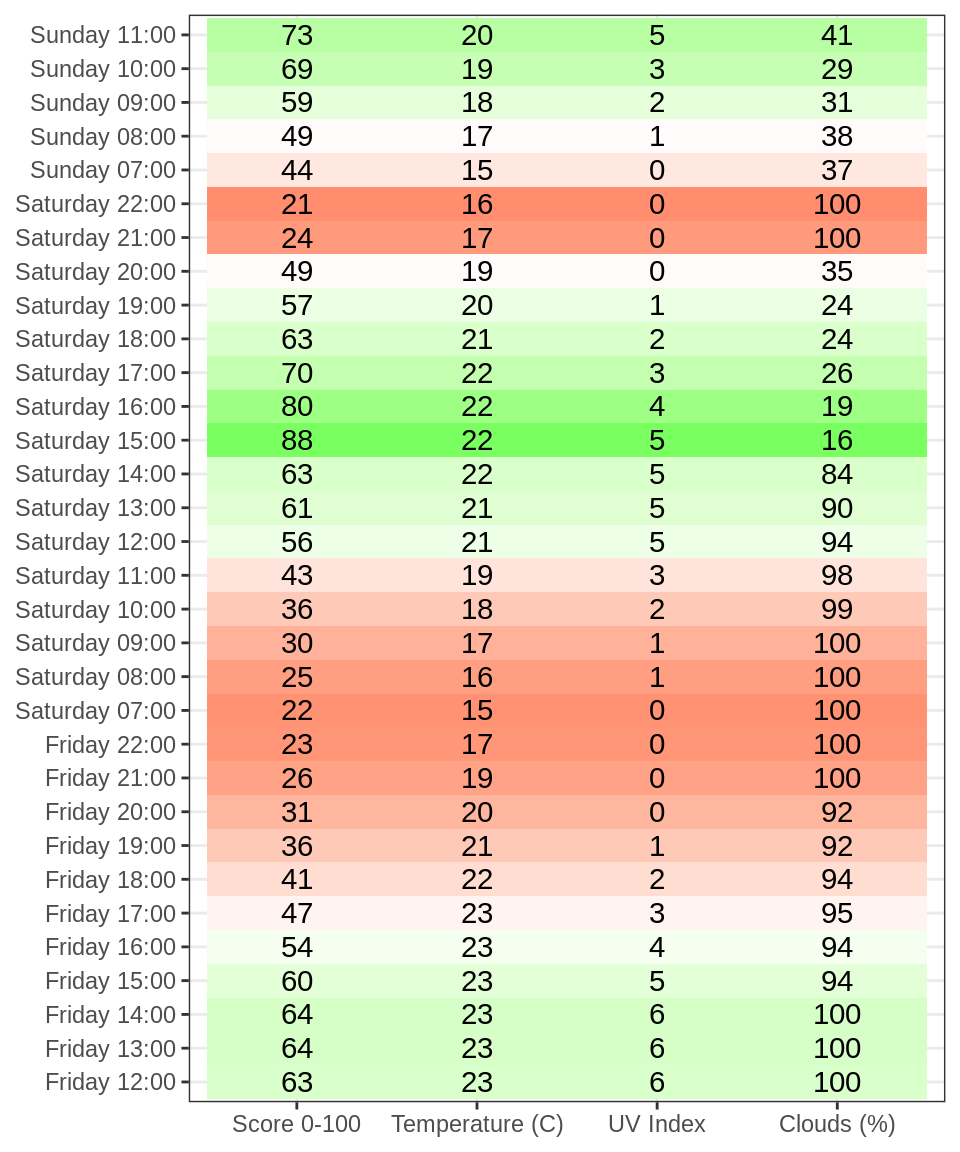 Sunday 11:00 73 20 5 41
Sunday 10:00 69 19 3 29
Sunday 09:00 59 18 2 31
Sunday 08:00 49 17 1 38
Sunday 07:00 44 15 0 37
Saturday 22:00 21 16 0 100
Saturday 21:00 24 17 0 100
Saturday 20:00 49 19 0 35
Saturday 19:00 57 20 1 24
Saturday 18:00 63 21 2 24
Saturday 17:00 70 22 3 26
Saturday 16:00 80 22 4 19
Saturday 15:00 88 22 5 16
Saturday 14:00 63 22 5 84
Saturday 13:00 61 21 5 90
Saturday 12:00 56 21 5 94
Saturday 11:00 43 19 3 98
Saturday 10:00 36 18 2 99
Saturday 09:00 30 17 1 100
Saturday 08:00 25 16 1 100
Saturday 07:00 22 15 0 100
Friday 22:00 23 17 0 100
Friday 21:00 26 19 0 100
Friday 20:00 31 20 0 92
Friday 19:00 36 21 1 92
Friday 18:00 41 22 2 94
Friday 17:00 47 23 3 95
Friday 16:00 54 23 4 94
Friday 15:00 60 23 5 94
Friday 14:00 64 23 6 100
Friday 13:00 64 23 6 100
Friday 12:00 63 23 6 100
Score 0-100 Temperature (C) UV Index Clouds (%)